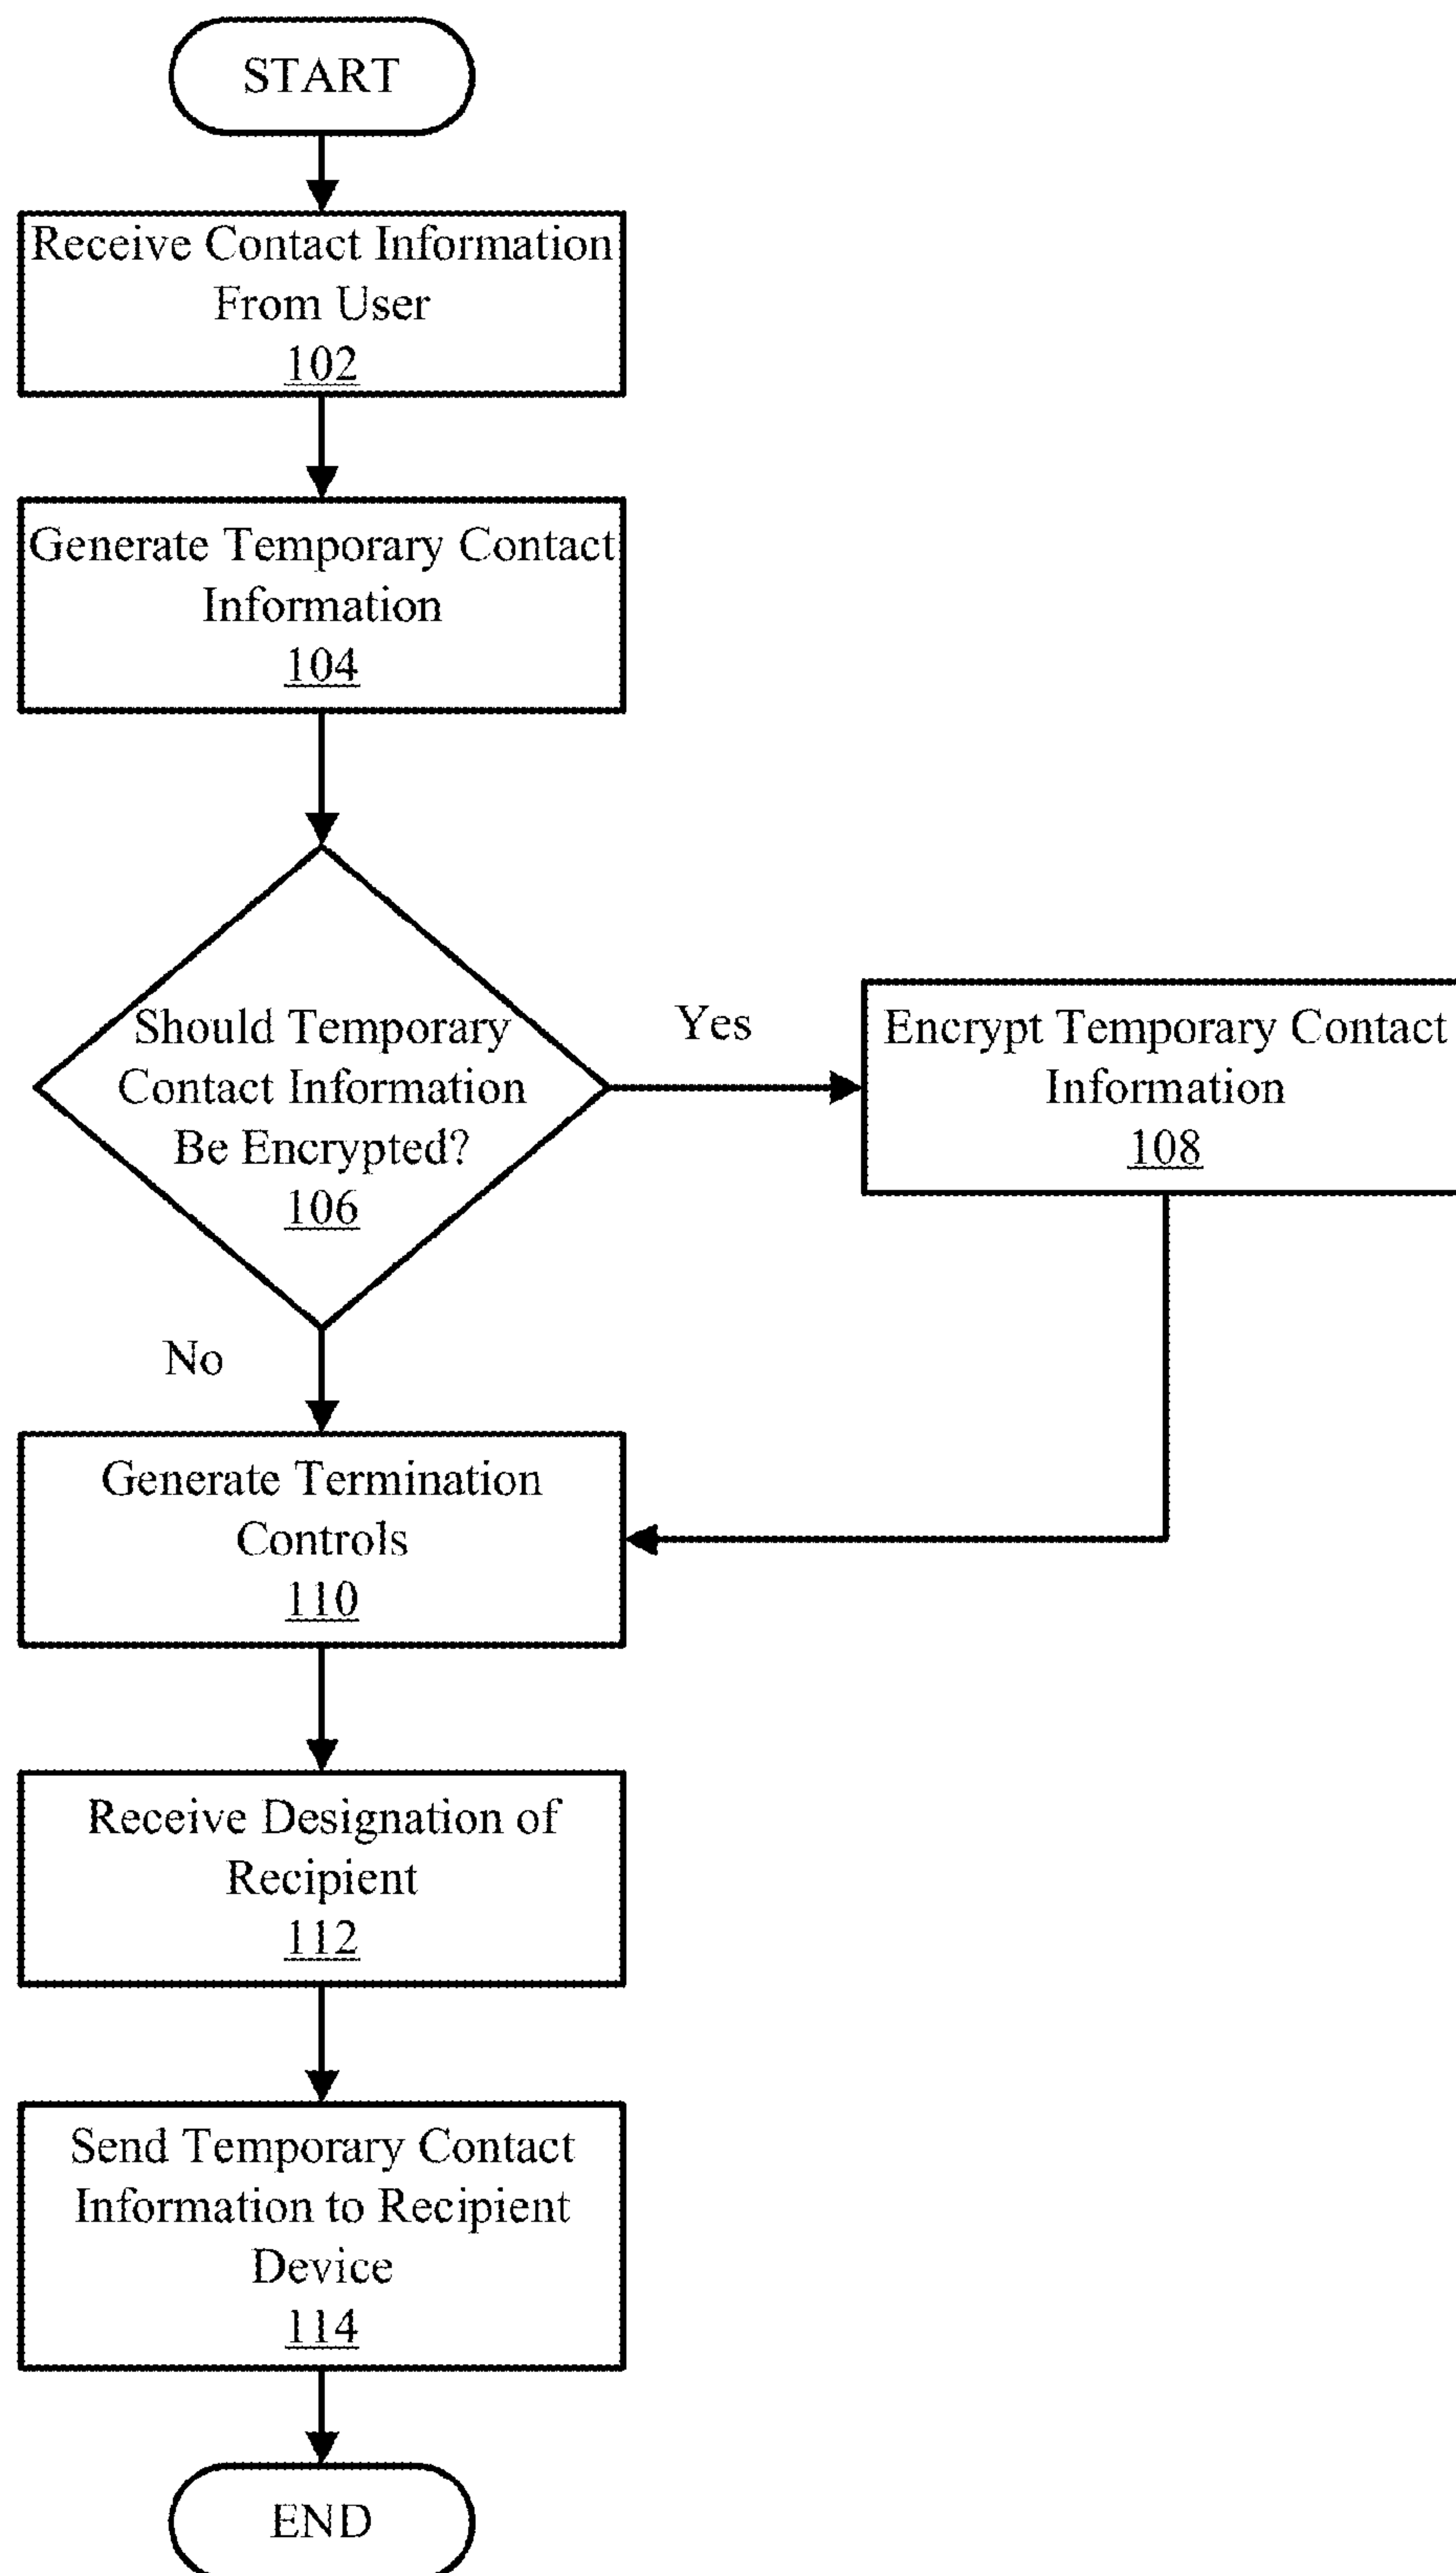 START
Receive Contact Information
From User
102
Generate Temporary Contact
Information
104
Should Temporary
Contact Information
Be Encrypted?
106
Yes
Encrypt Temporary Contact
Information
108
No
Generate Termination
Controls
110
Receive Designation of
Recipient
112
Send Temporary Contact
Information to Recipient
Device
114
END